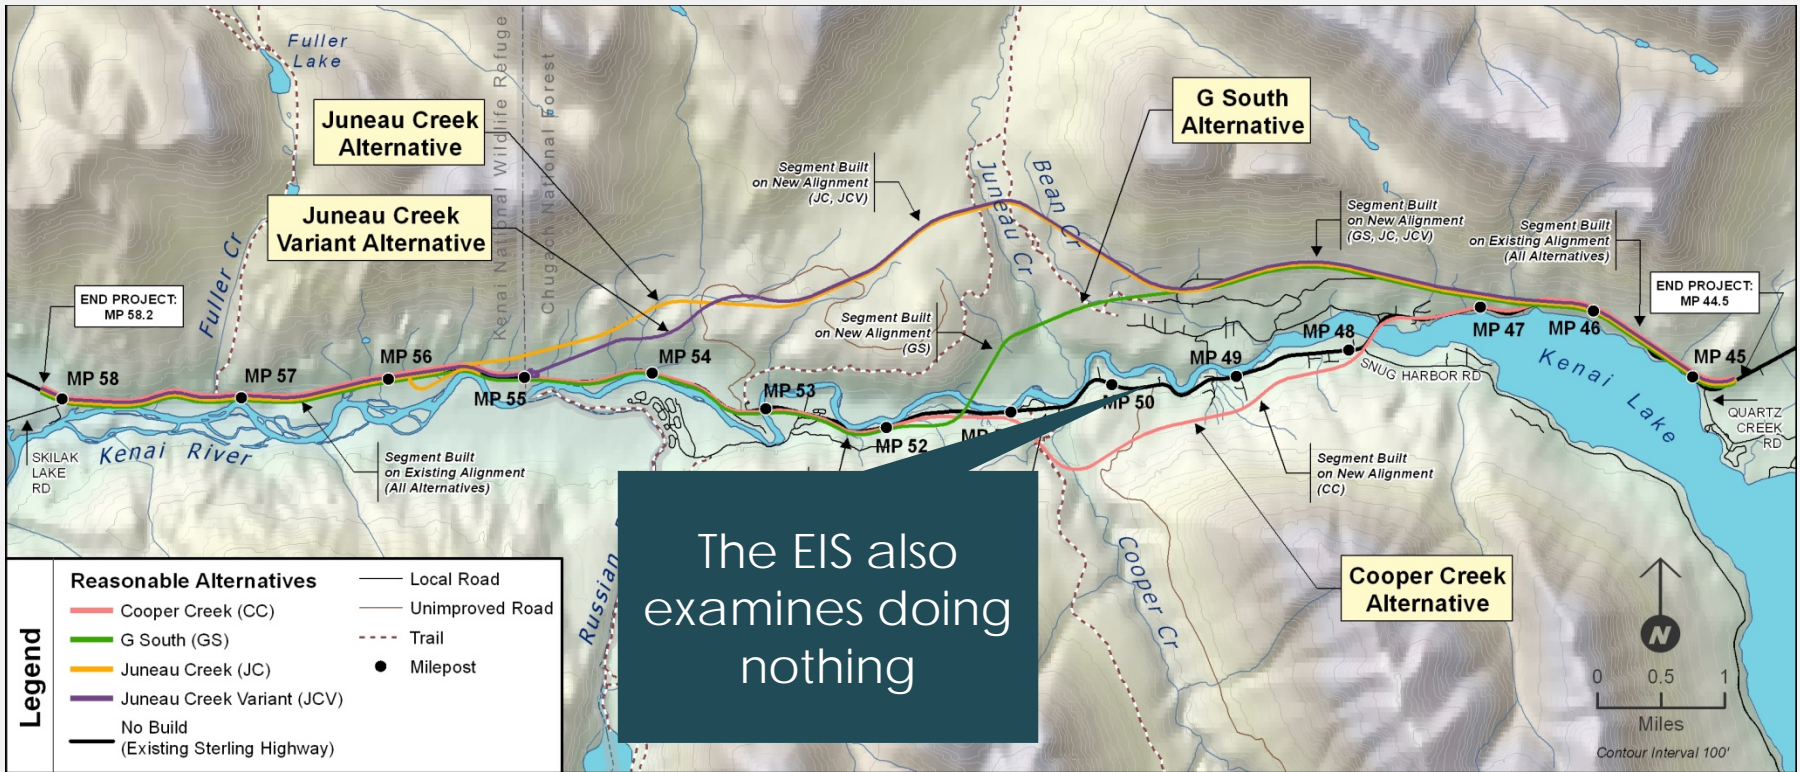 Fuller
Lake
Kenai National Wildlife Refuge
Chugach National Forest
Juneau Creek
Alternative
Juneau Creek
Variant Alternative
G South
Alternative
Segment Built
on New Alignment
(JC, JCV)
Juneau Cr
Bean Cr
Segment Built
on New Alignment
(GS, JC, JCV)
Segment Built
on Existing Alignment
(All Alternatives)
END PROJECT:
MP 58.2
Fuller Cr
END PROJECT:
MP 44.5
Segment Built
on New Alignment
(GS)
MP 58
MP 57
MP 56
MP 55
MP 54
MP 53
MP 52
MP 50
MP 49
MP 48
MP 47
MP 46
MP 45
SNUG HARBOR RD
Kenai Lake
QUARTZ
CREEK
RD
SKILAK
LAKE
RD
Kenai River
Segment Built
on Existing Alignment
(All Alternatives)
Segment Built
on New Alignment
(CC)
Russian
Cooper Cr
The EIS also
examines doing
nothing
Cooper Creek
Alternative
Legend
Reasonable Alternatives
Cooper Creek (CC)
G South (GS)
Juneau Creek (JC)
Juneau Creek Variant (JCV)
No Build
(Existing Sterling Highway)
Local Road
Unimproved Road
Trail
Milepost
N
0 0.5 1
Miles
Contour Interval 100'